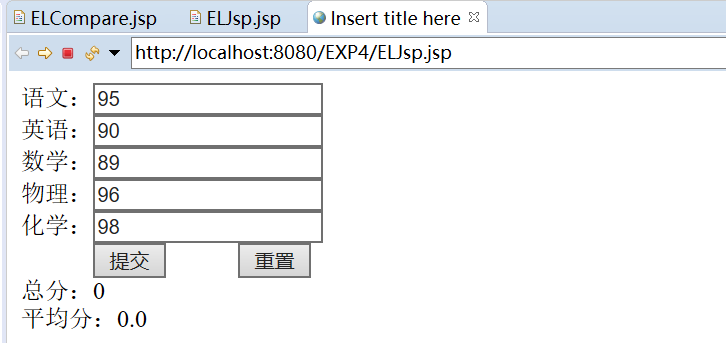 ELCompare.jsp ELJsp.jsp Insert title here
http://localhost:8080/EXP4/ELJsp.jsp
语文：95
英语：90
数学：89
物理：96
化学：98
提交 重置
总分：0
平均分：0.0